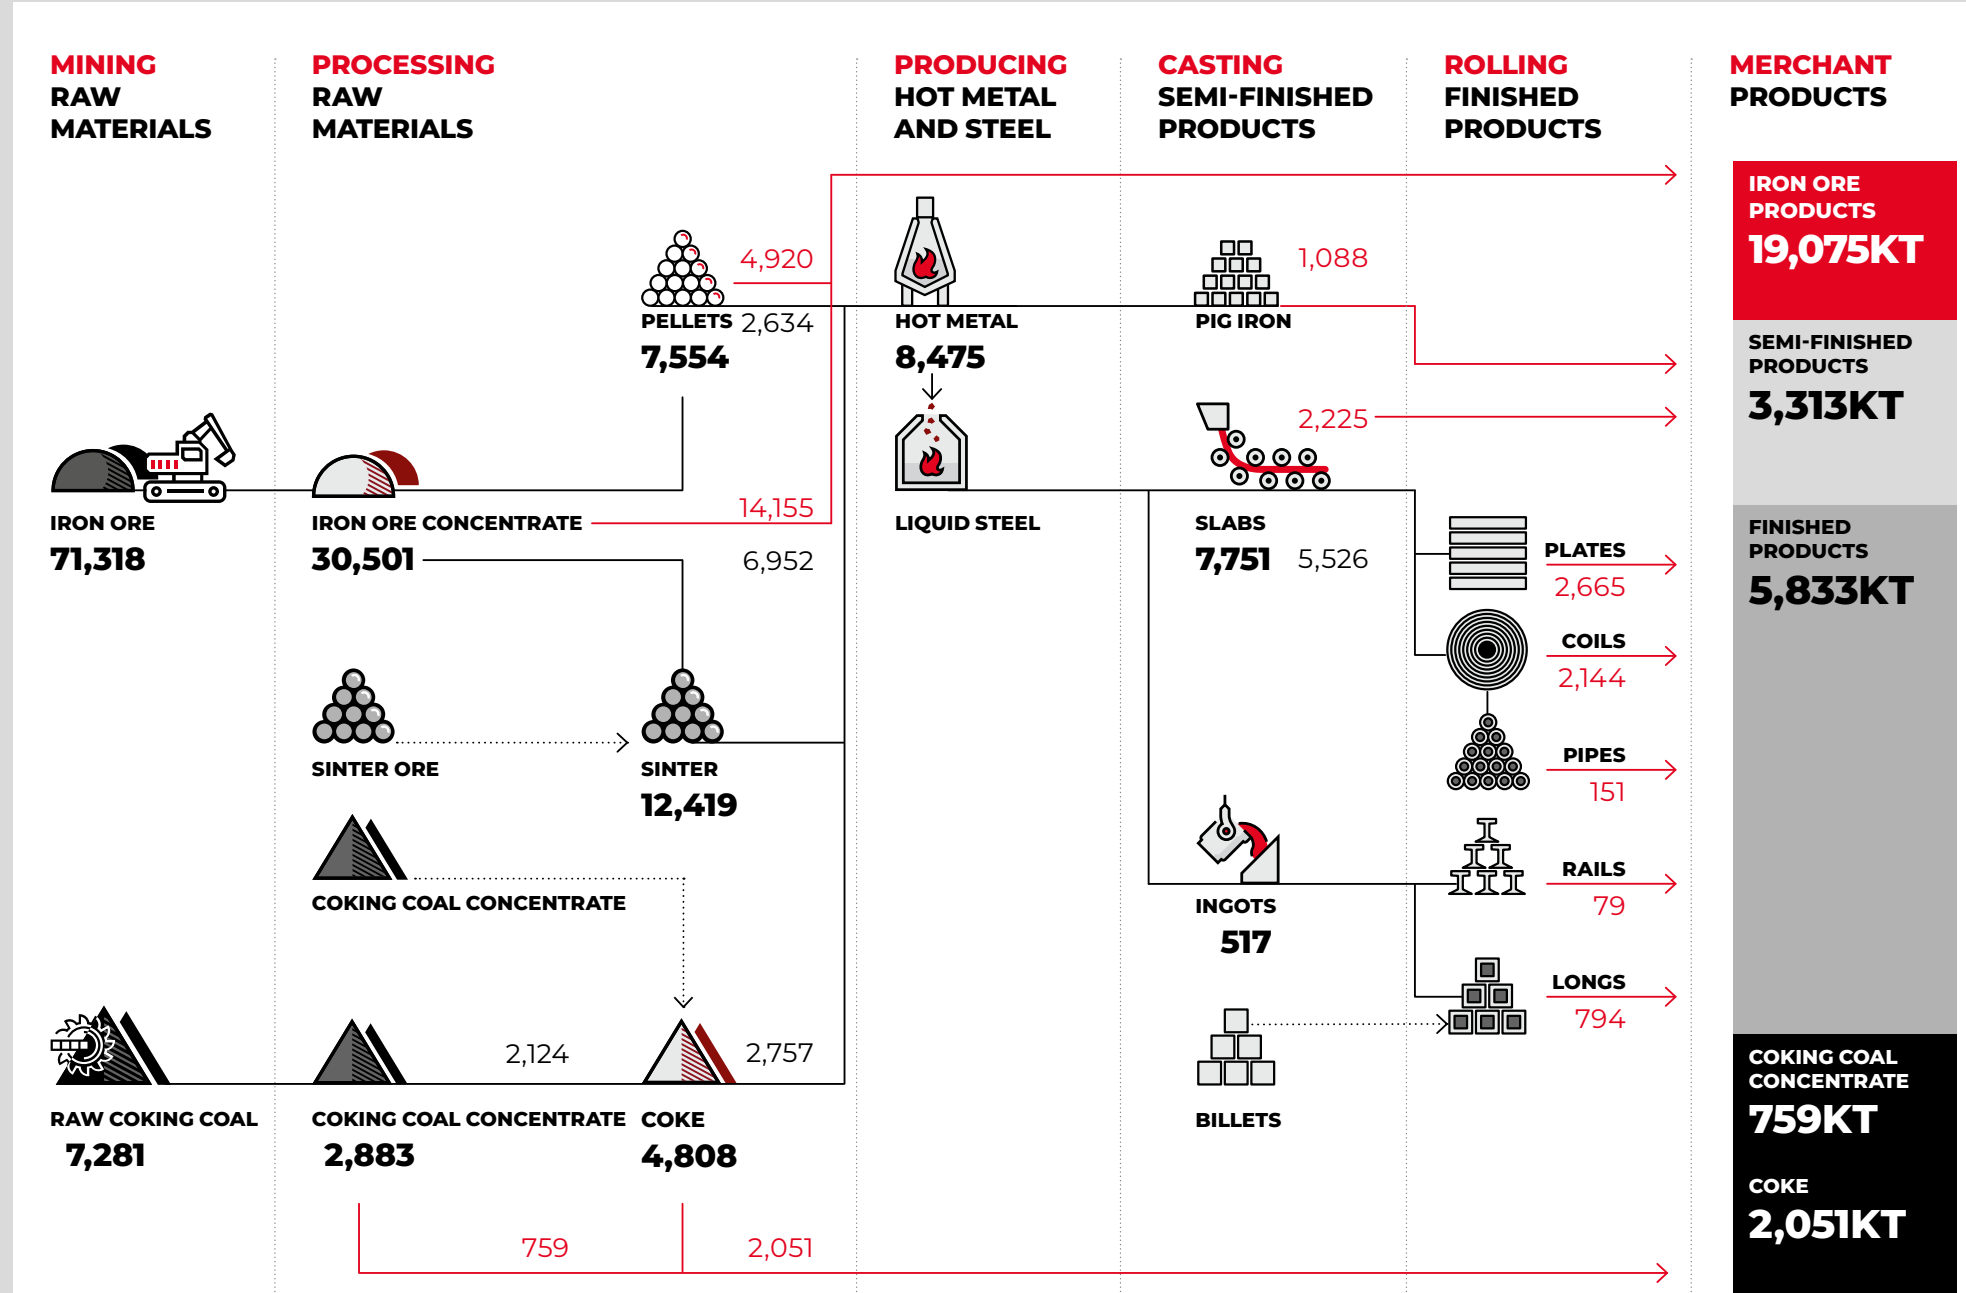 MINING
RAW
MATERIALS
PROCESSING
RAW
MATERIALS
PRODUCING
HOT METAL
AND STEEL
CASTING
SEMI-FINISHED
PRODUCTS
ROLLING
FINISHED
PRODUCTS
MERCHANT
PRODUCTS
4,920
PELLETS 2,634
7,554
HOT METAL
8,475
1,088
PIG IRON
IRON ORE
71,318
IRON ORE CONCENTRATE
30,501
14,155
6,952
LIQUID STEEL
2,225
SLABS
7,751 5,526
PLATES
2,665
COILS
2,144
PIPES
151
RAILS
79
LONGS
794
SINTER ORE
SINTER
12,419
COKING COAL CONCENTRATE
INGOTS
517
BILLETS
RAW COKING COAL
7,281
COKING COAL CONCENTRATE
2,883
2,124
COKE
4,808
2,757
759
2,051
IRON ORE
PRODUCTS
19,075KT
SEMI-FINISHED
PRODUCTS
3,313KT
FINISHED
PRODUCTS
5,833KT
COKING COAL
CONCENTRATE
759KT
COKE
2,051KT